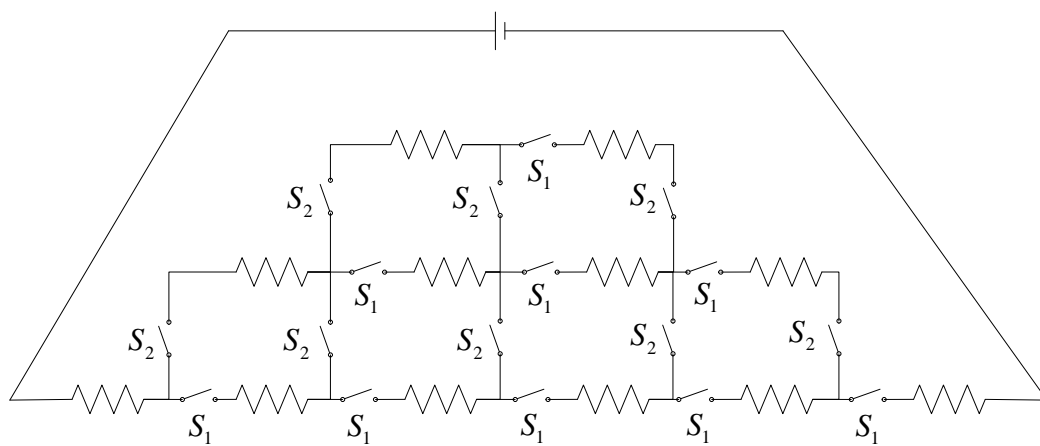 S₁
S₂ S₂ S₂
S₁ S₁ S₁
S₂ S₂ S₂ S₂ S₂
S₁ S₁ S₁ S₁ S₁